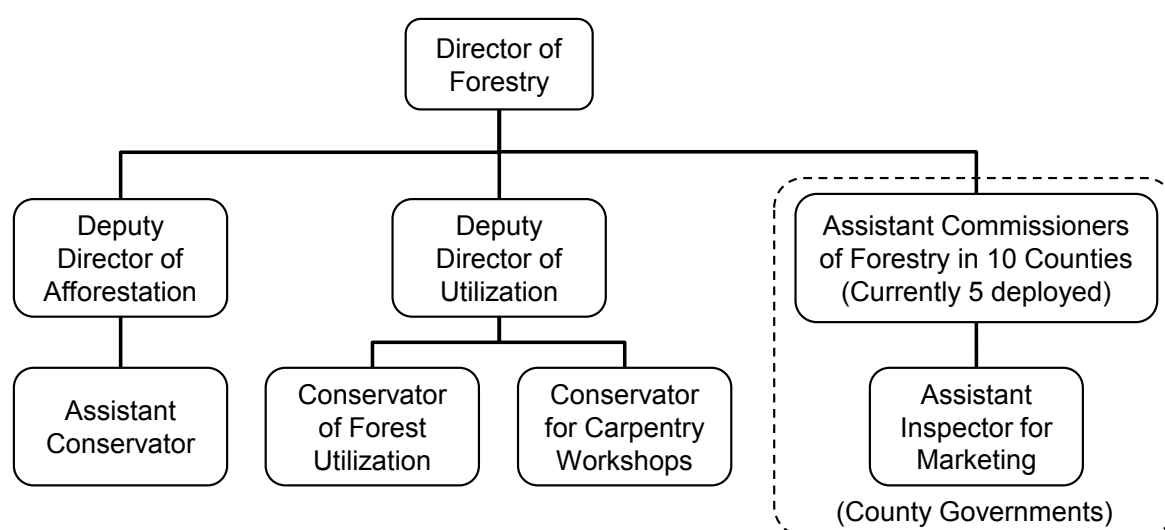 Director of
Forestry
Deputy
Director of
Afforestation
Deputy
Director of
Utilization
Assistant Commissioners
of Forestry in 10 Counties
(Currently 5 deployed)
Assistant
Conservator
Conservator
of Forest
Utilization
Conservator
for Carpentry
Workshops
Assistant
Inspector for
Marketing
(County Governments)